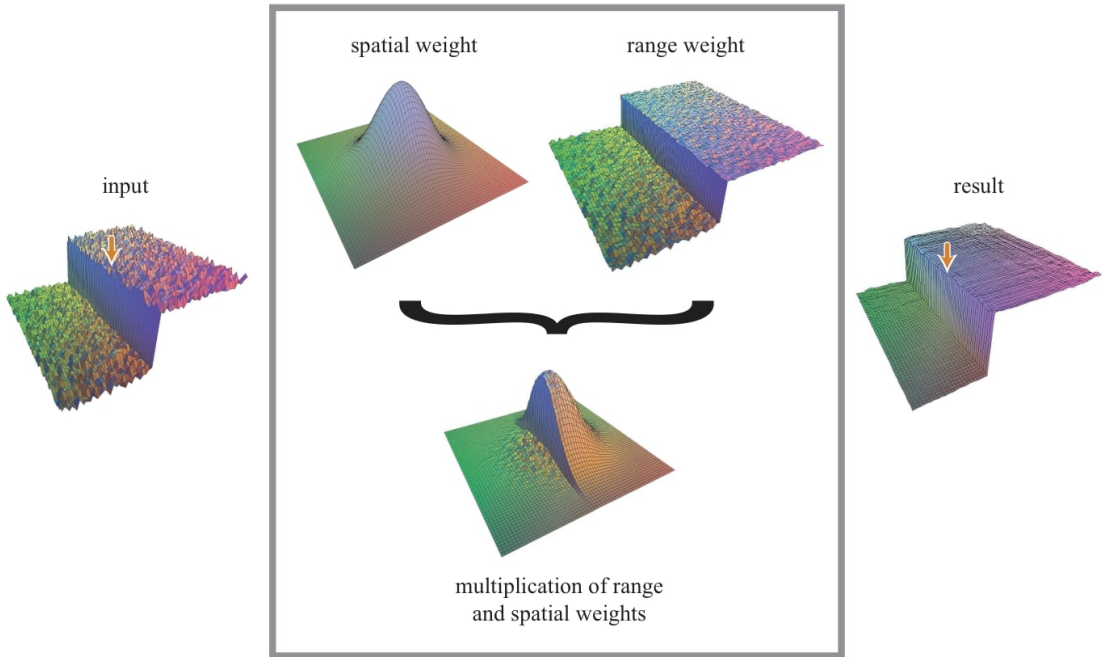 spatial weight
range weight
input
result
multiplication of range
and spatial weights